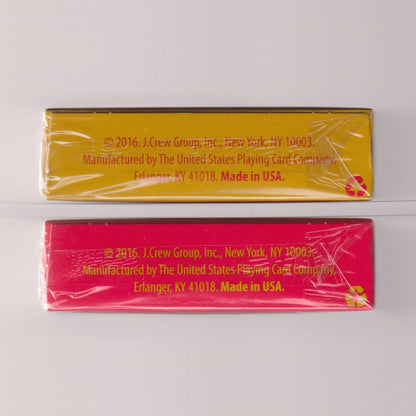 © 2016. J.Crew Group, Inc., New York, NY 10003.
Manufactured by The United States Playing Card Company,
Erlanger, KY 41018. Made in USA.
© 2016. J.Crew Group, Inc., New York, NY 10003.
Manufactured by The United States Playing Card Company,
Erlanger, KY 41018. Made in USA.